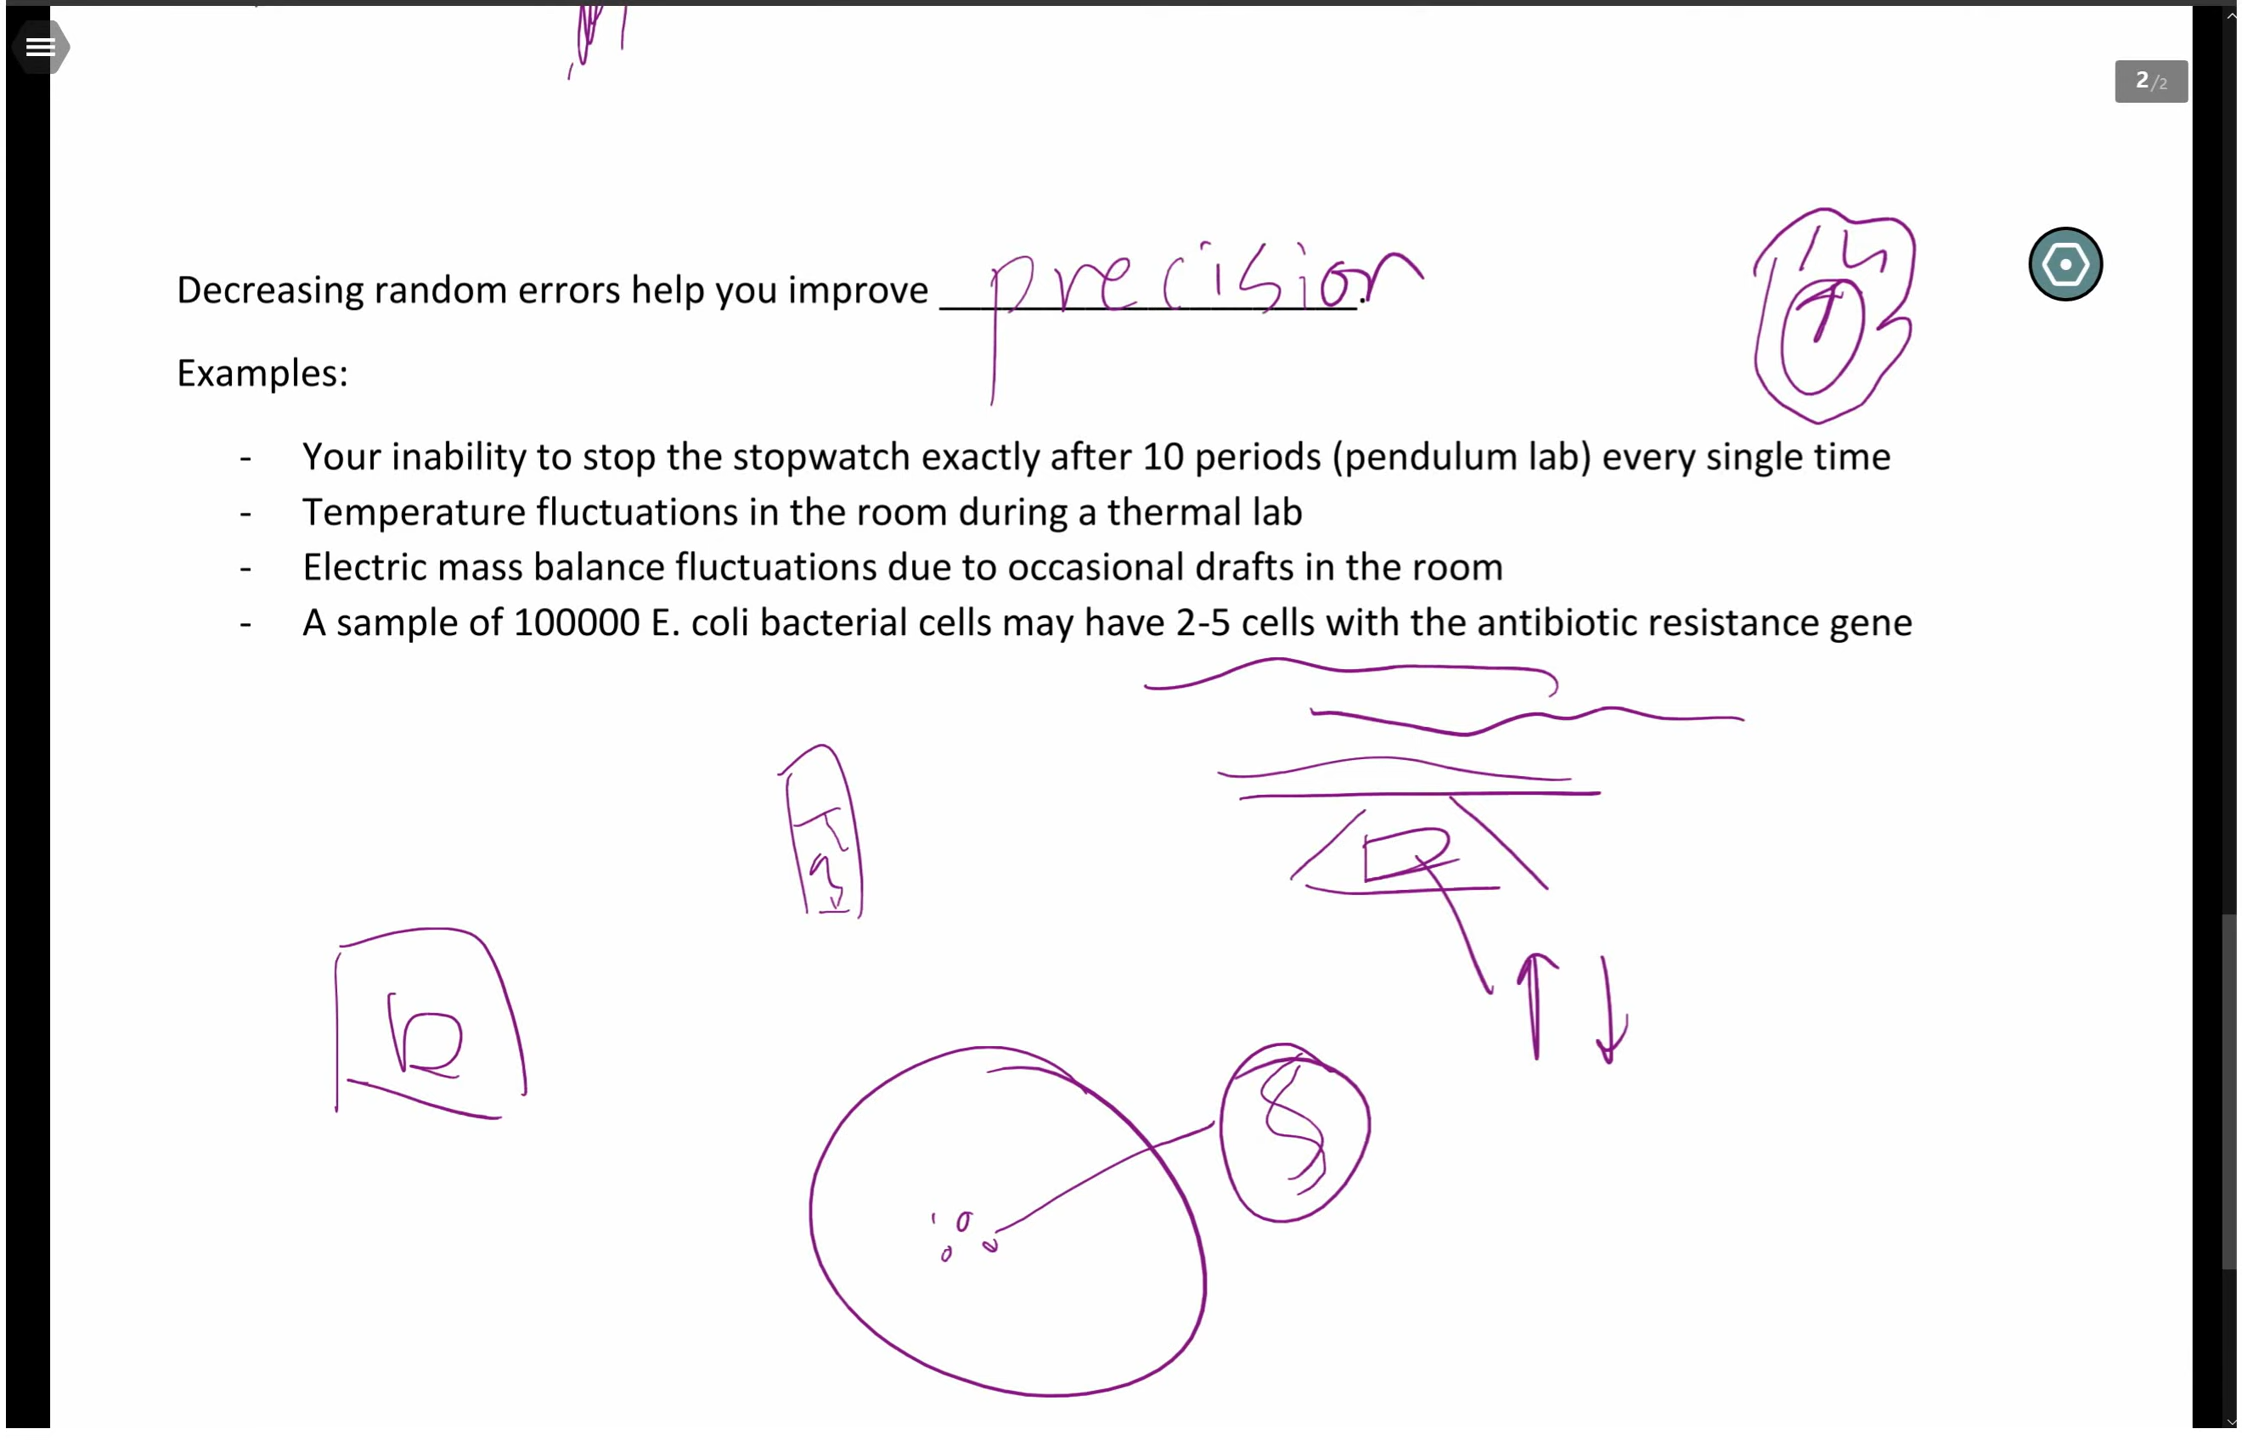 2/2
Decreasing random errors help you improve precision.
Examples:
- Your inability to stop the stopwatch exactly after 10 periods (pendulum lab) every single time
- Temperature fluctuations in the room during a thermal lab
- Electric mass balance fluctuations due to occasional drafts in the room
- A sample of 100000 E. coli bacterial cells may have 2-5 cells with the antibiotic resistance gene